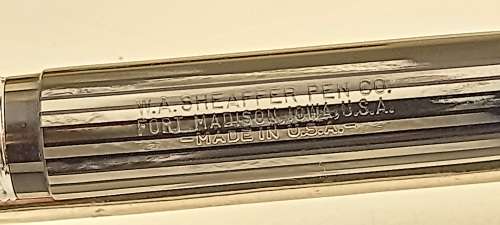 W.A.SHEAFFER PEN CO.
FORT MADISON,IOWA,U.S.A.
-MADE IN U.S.A.-